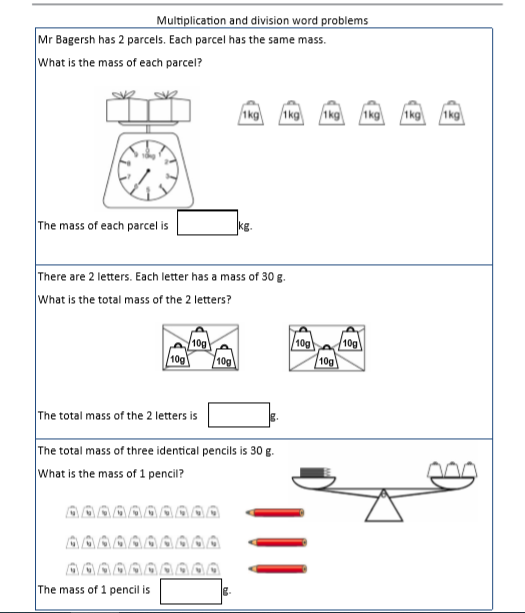 Multiplication and division word problems
Mr Bagersh has 2 parcels. Each parcel has the same mass.
What is the mass of each parcel?
1kg 1kg 1kg 1kg 1kg 1kg
10kg
The mass of each parcel is kg.
There are 2 letters. Each letter has a mass of 30 g.
What is the total mass of the 2 letters?
10g 10g 10g
10g 10g 10g
The total mass of the 2 letters is g.
The total mass of three identical pencils is 30 g.
What is the mass of 1 pencil?
The mass of 1 pencil is g.